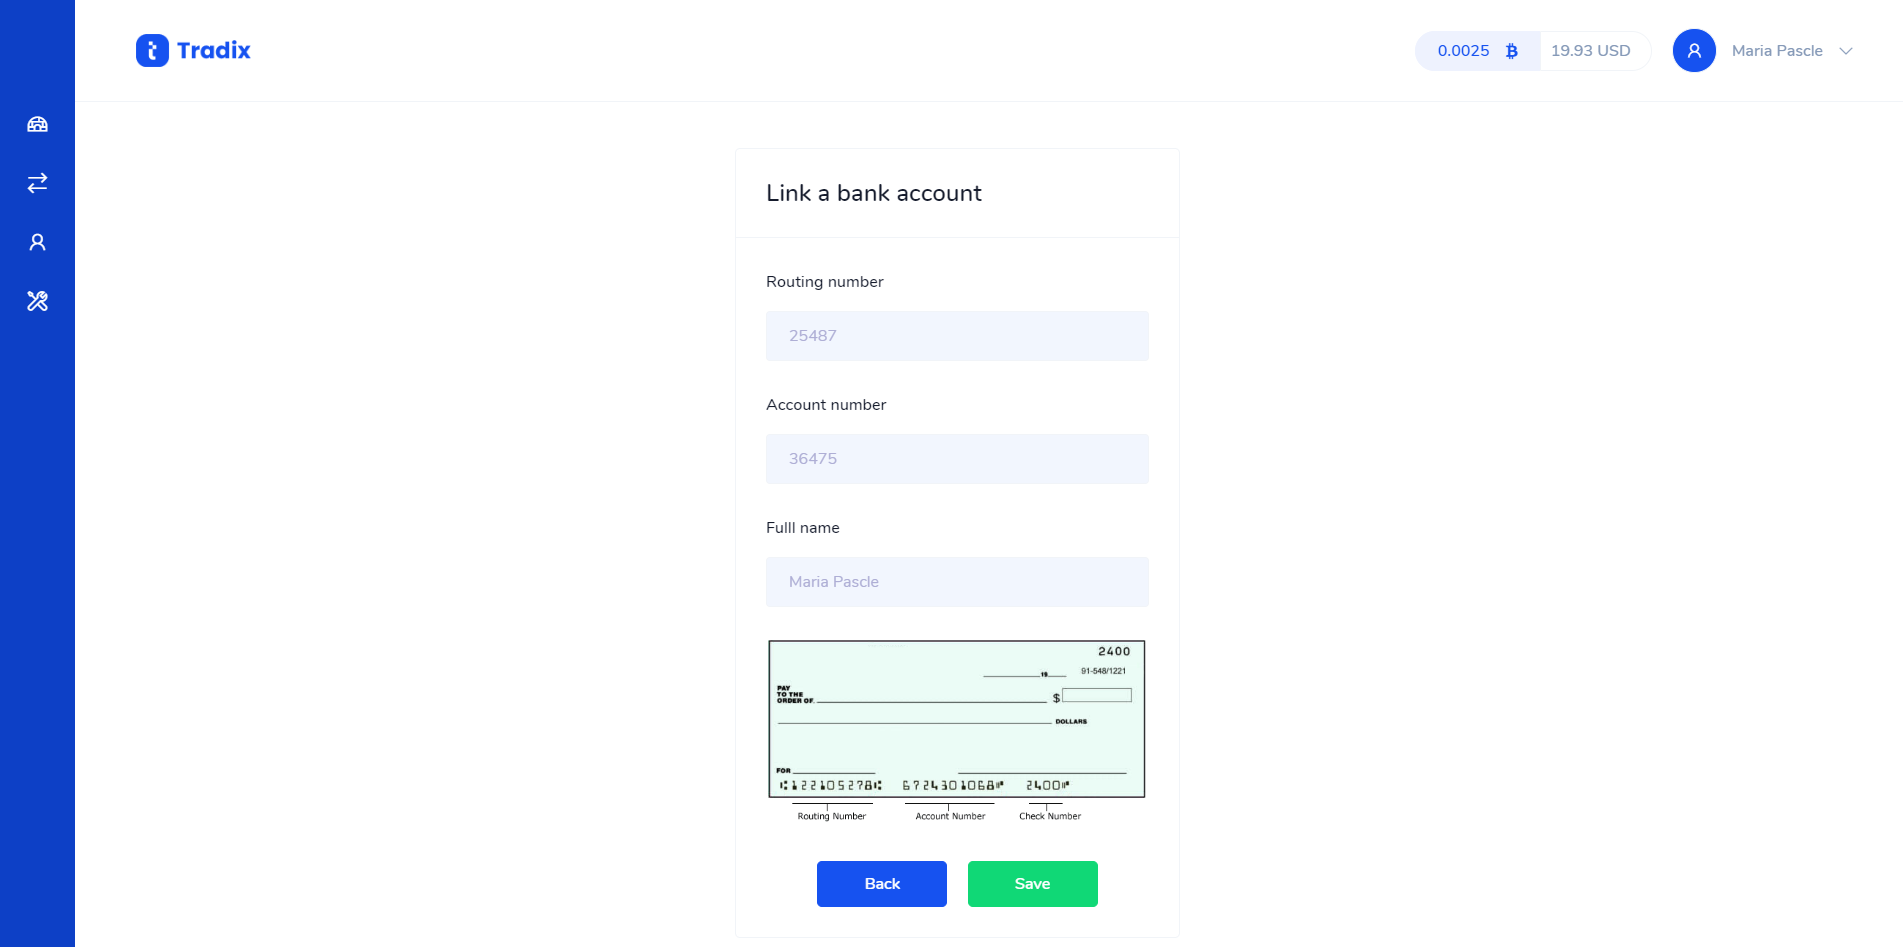 Tradix
0.0025 19.93 USD Maria Pascle
Link a bank account
Routing number
25487
Account number
36475
Fulll name
Maria Pascle
2400
19 91-548/1221
PAY
TO THE
ORDER OF $
DOLLARS
FOR
⑆122105278⑆ 6724301068⑈ 2400⑈
Routing Number Account Number Check Number
Back Save